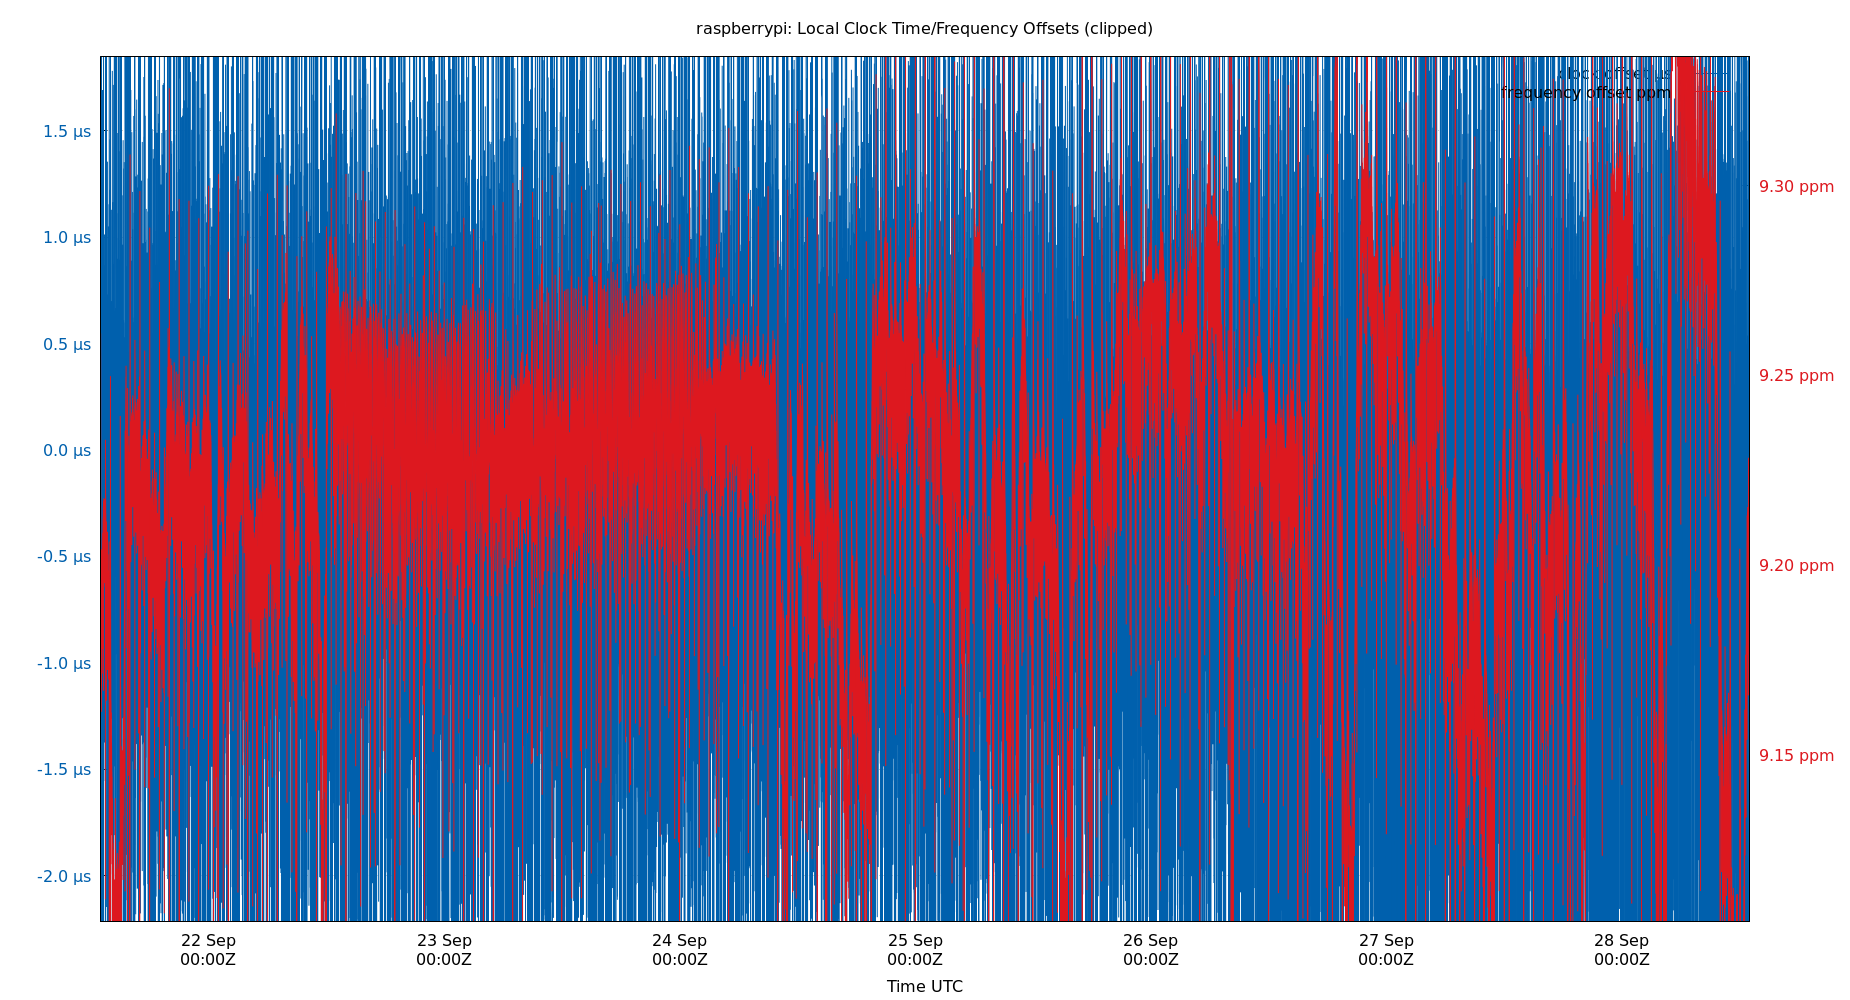 raspberrypi: Local Clock Time/Frequency Offsets (clipped)
clock offset µs
frequency offset ppm
1.5 µs
1.0 µs
0.5 µs
0.0 µs
-0.5 µs
-1.0 µs
-1.5 µs
-2.0 µs
9.30 ppm
9.25 ppm
9.20 ppm
9.15 ppm
22 Sep
00:00Z
23 Sep
00:00Z
24 Sep
00:00Z
25 Sep
00:00Z
26 Sep
00:00Z
27 Sep
00:00Z
28 Sep
00:00Z
Time UTC